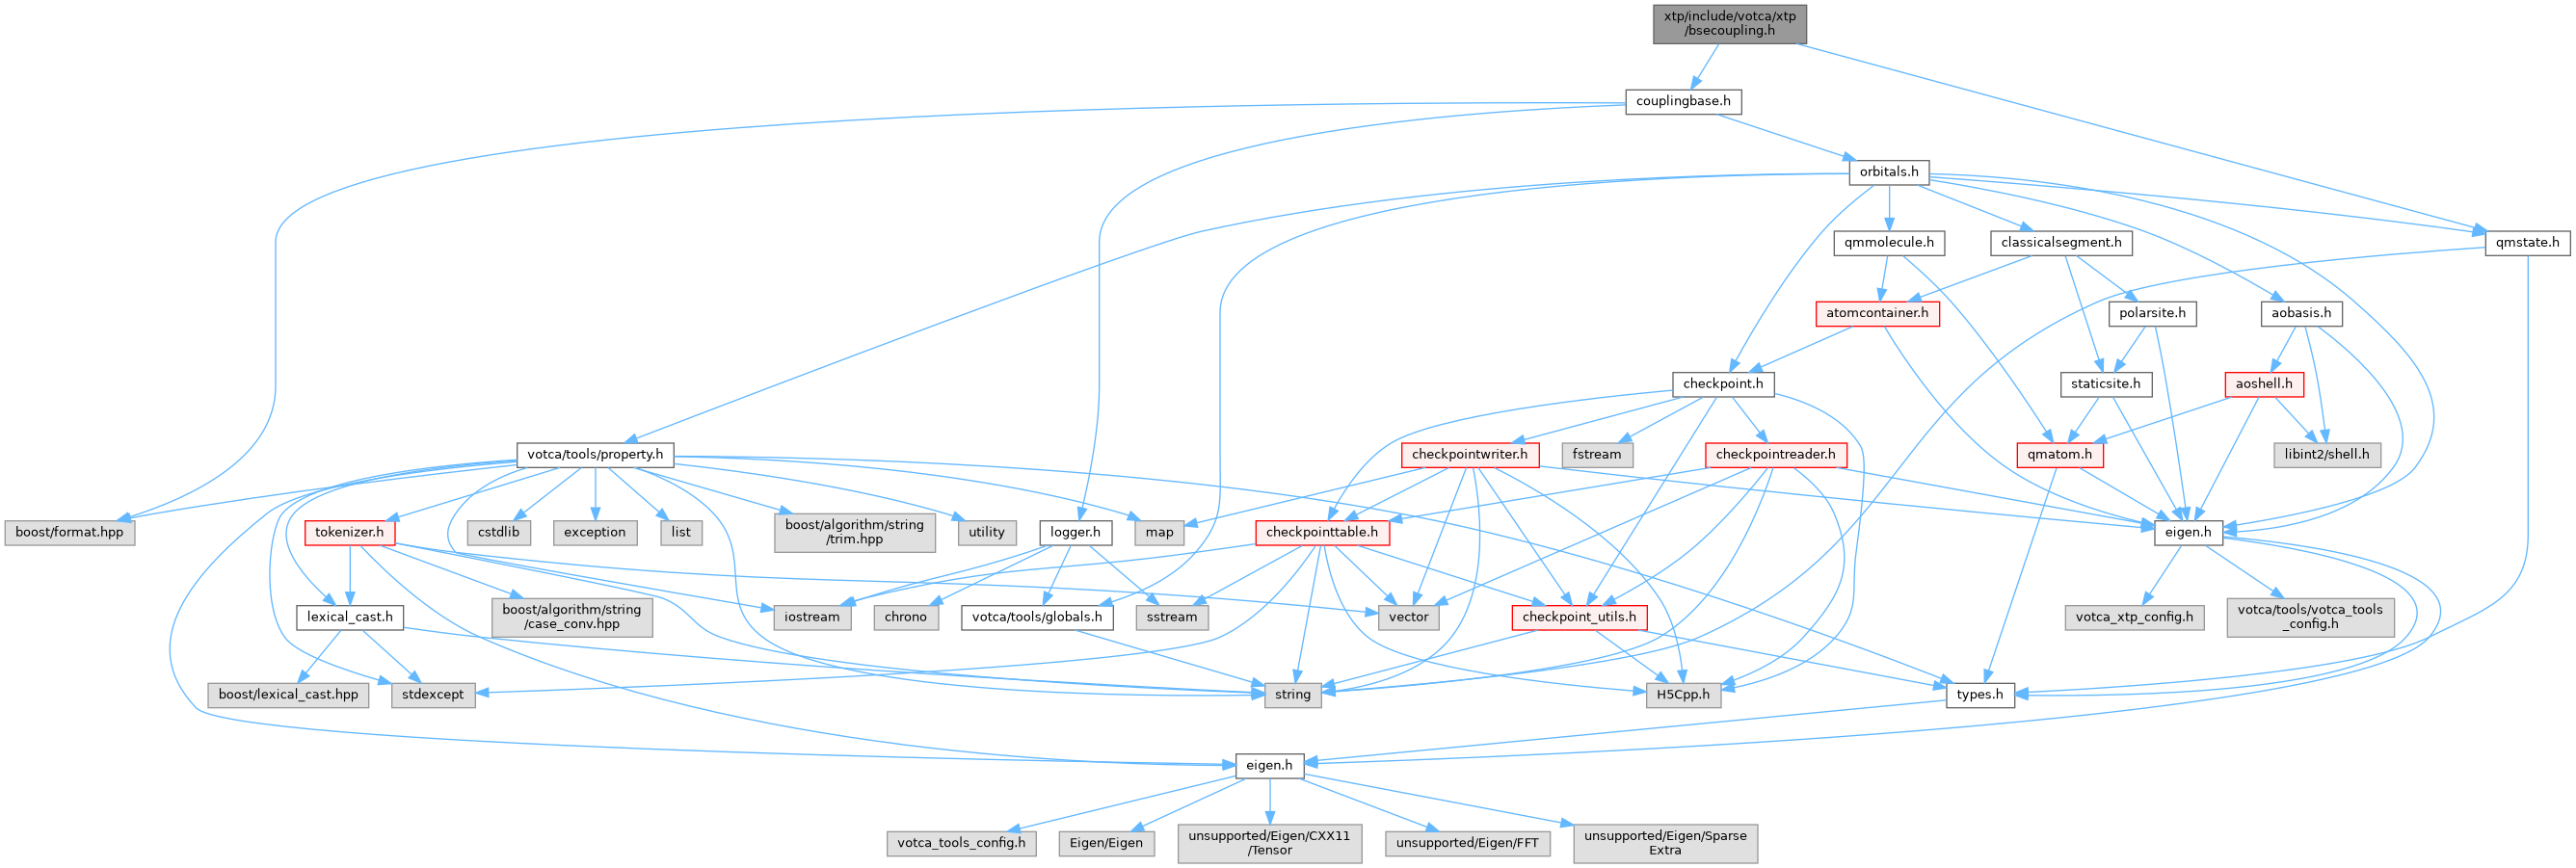 xtp/include/votca/xtp
/bsecoupling.h
couplingbase.h
orbitals.h
qmmolecule.h
classicalsegment.h
qmstate.h
atomcontainer.h
polarsite.h
aobasis.h
checkpoint.h
staticsite.h
aoshell.h
votca/tools/property.h
checkpointwriter.h
fstream
checkpointreader.h
qmatom.h
libint2/shell.h
boost/format.hpp
tokenizer.h
cstdlib
exception
list
boost/algorithm/string
/trim.hpp
utility
logger.h
map
checkpointtable.h
eigen.h
lexical_cast.h
boost/algorithm/string
/case_conv.hpp
iostream
chrono
votca/tools/globals.h
sstream
vector
checkpoint_utils.h
votca_xtp_config.h
votca/tools/votca_tools
_config.h
boost/lexical_cast.hpp
stdexcept
string
H5Cpp.h
types.h
eigen.h
votca_tools_config.h
Eigen/Eigen
unsupported/Eigen/CXX11
/Tensor
unsupported/Eigen/FFT
unsupported/Eigen/Sparse
Extra